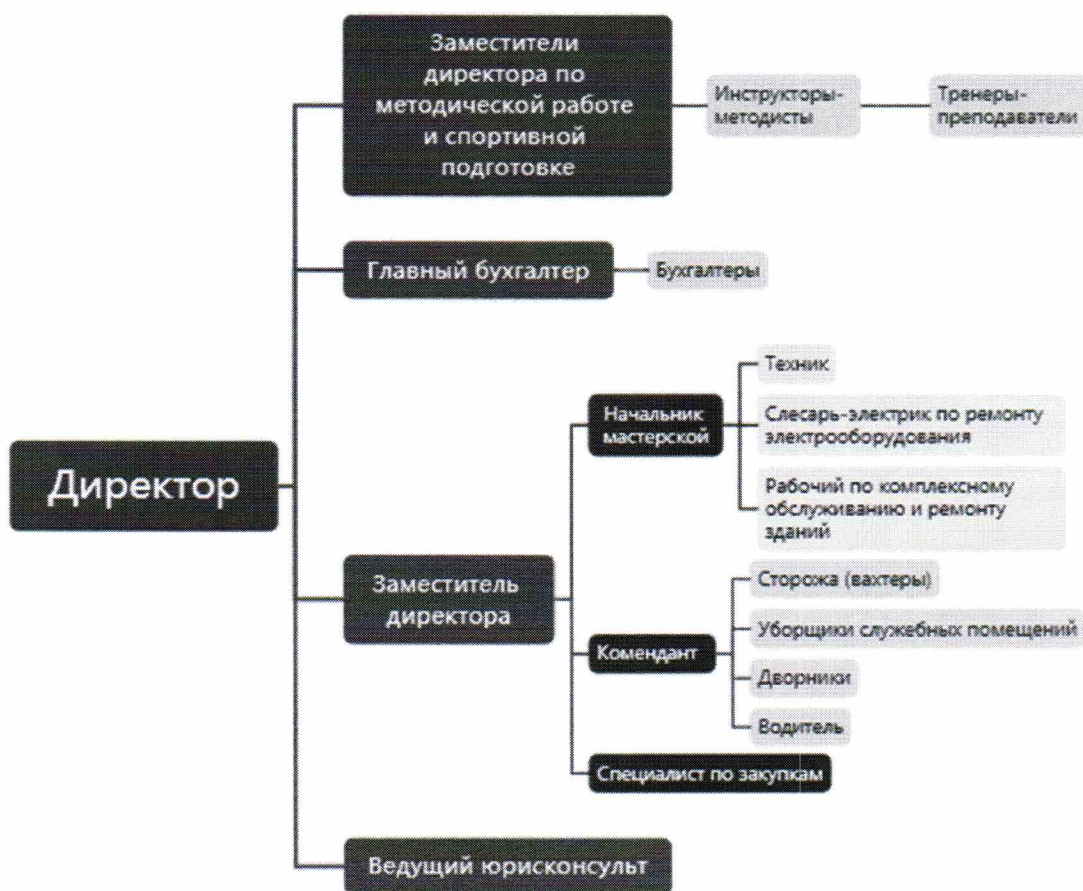 Заместители
директора по
методической работе
и спортивной
подготовке
Инструкторы-
методисты
Тренеры-
преподаватели
Главный бухгалтер
Бухгалтеры
Директор
Заместитель
директора
Начальник
мастерской
Техник
Слесарь-электрик по ремонту
электрооборудования
Рабочий по комплексному
обслуживанию и ремонту
зданий
Комендант
Сторожа (вахтеры)
Уборщики служебных помещений
Дворники
Водитель
Специалист по закупкам
Ведущий юрисконсульт